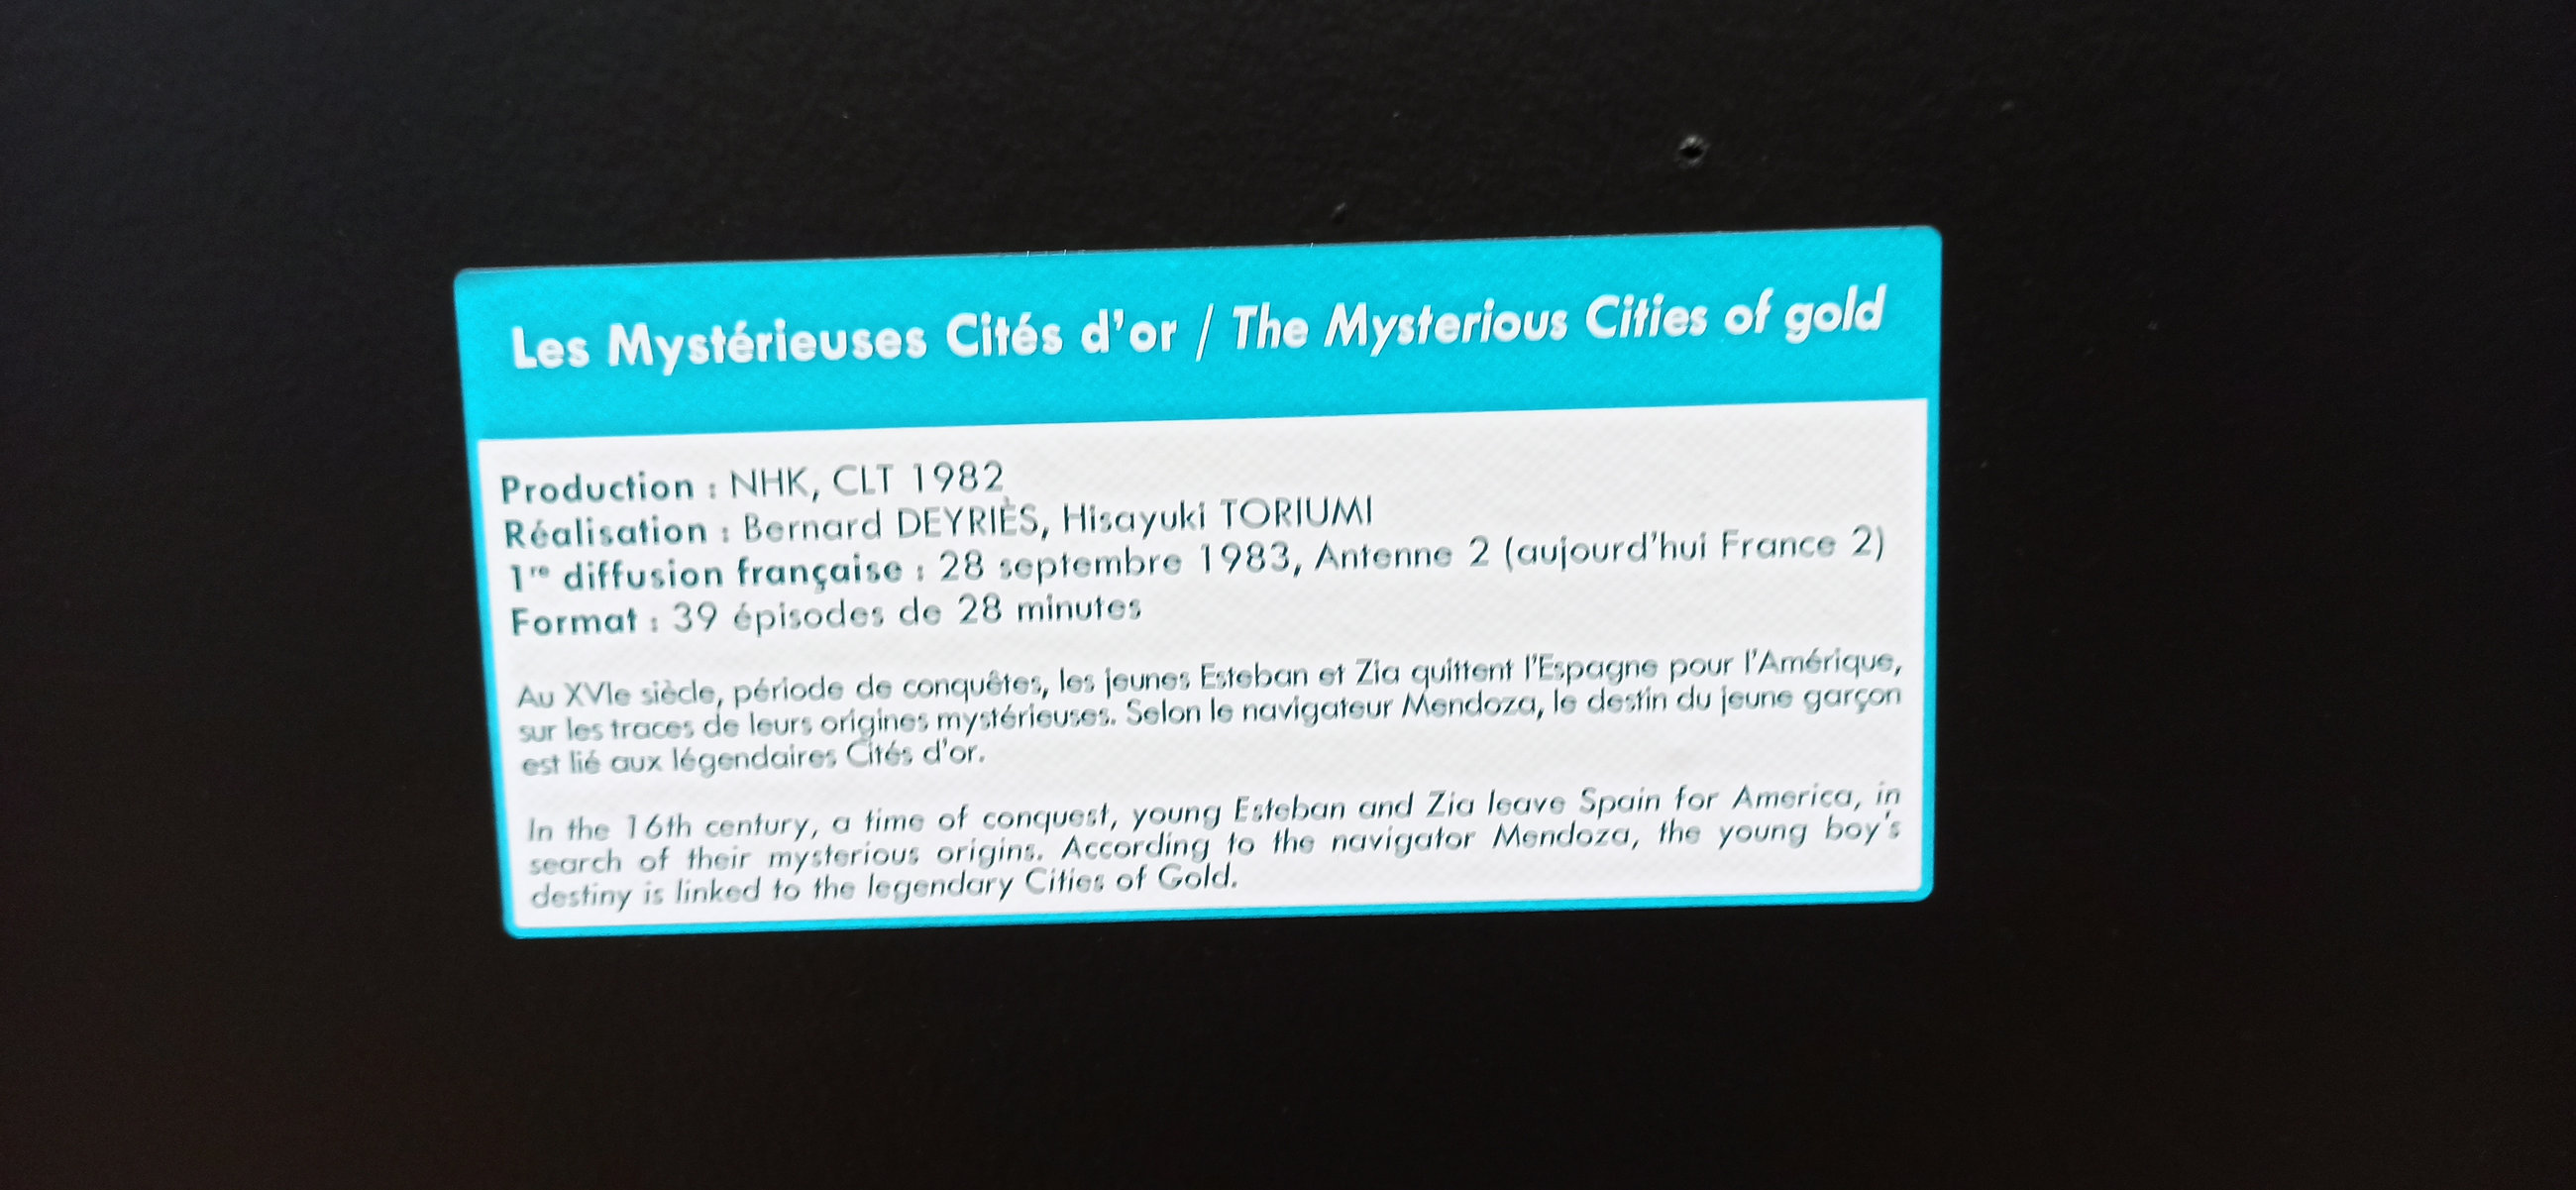 Les Mystérieuses Cités d'or / The Mysterious Cities of gold
Production : NHK, CLT 1982
Réalisation : Bernard DEYRIÈS, Hisayuki TORIUMI
1re diffusion française : 28 septembre 1983, Antenne 2 (aujourd'hui France 2)
Format : 39 épisodes de 28 minutes
Au XVIe siècle, période de conquêtes, les jeunes Esteban et Zia quittent l'Espagne pour l'Amérique,
sur les traces de leurs origines mystérieuses. Selon le navigateur Mendoza, le destin du jeune garçon
est lié aux légendaires Cités d'or.
In the 16th century, a time of conquest, young Esteban and Zia leave Spain for America, in
search of their mysterious origins. According to the navigator Mendoza, the young boy's
destiny is linked to the legendary Cities of Gold.